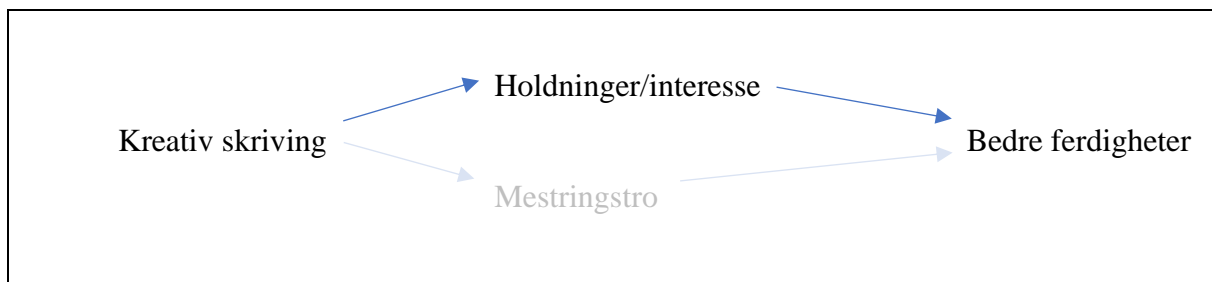 Holdninger/interesse
Kreativ skriving
Bedre ferdigheter
Mestringstro